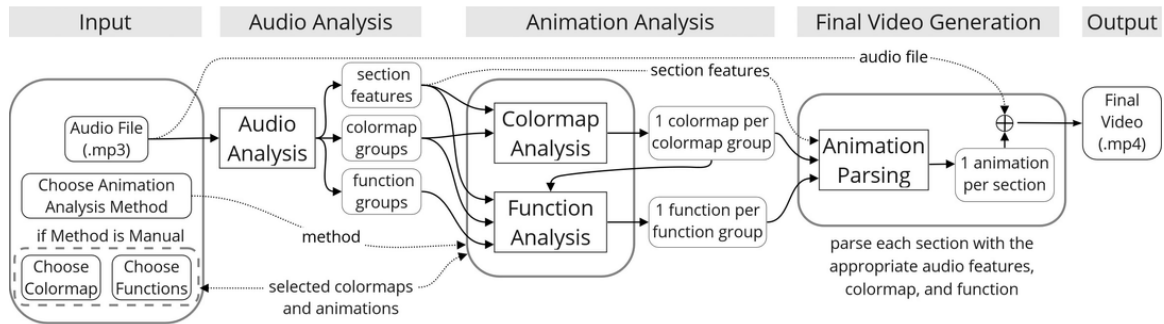 Input
Audio Analysis
Animation Analysis
Final Video Generation
Output
audio file
section features
section
features
Audio File
(.mp3)
Audio
Analysis
colormap
groups
function
groups
Colormap
Analysis
1 colormap per
colormap group
Function
Analysis
1 function per
function group
Animation
Parsing
1 animation
per section
Final
Video
(.mp4)
Choose Animation
Analysis Method
if Method is Manual
Choose
Colormap
Choose
Functions
method
selected colormaps
and animations
parse each section with the
appropriate audio features,
colormap, and function